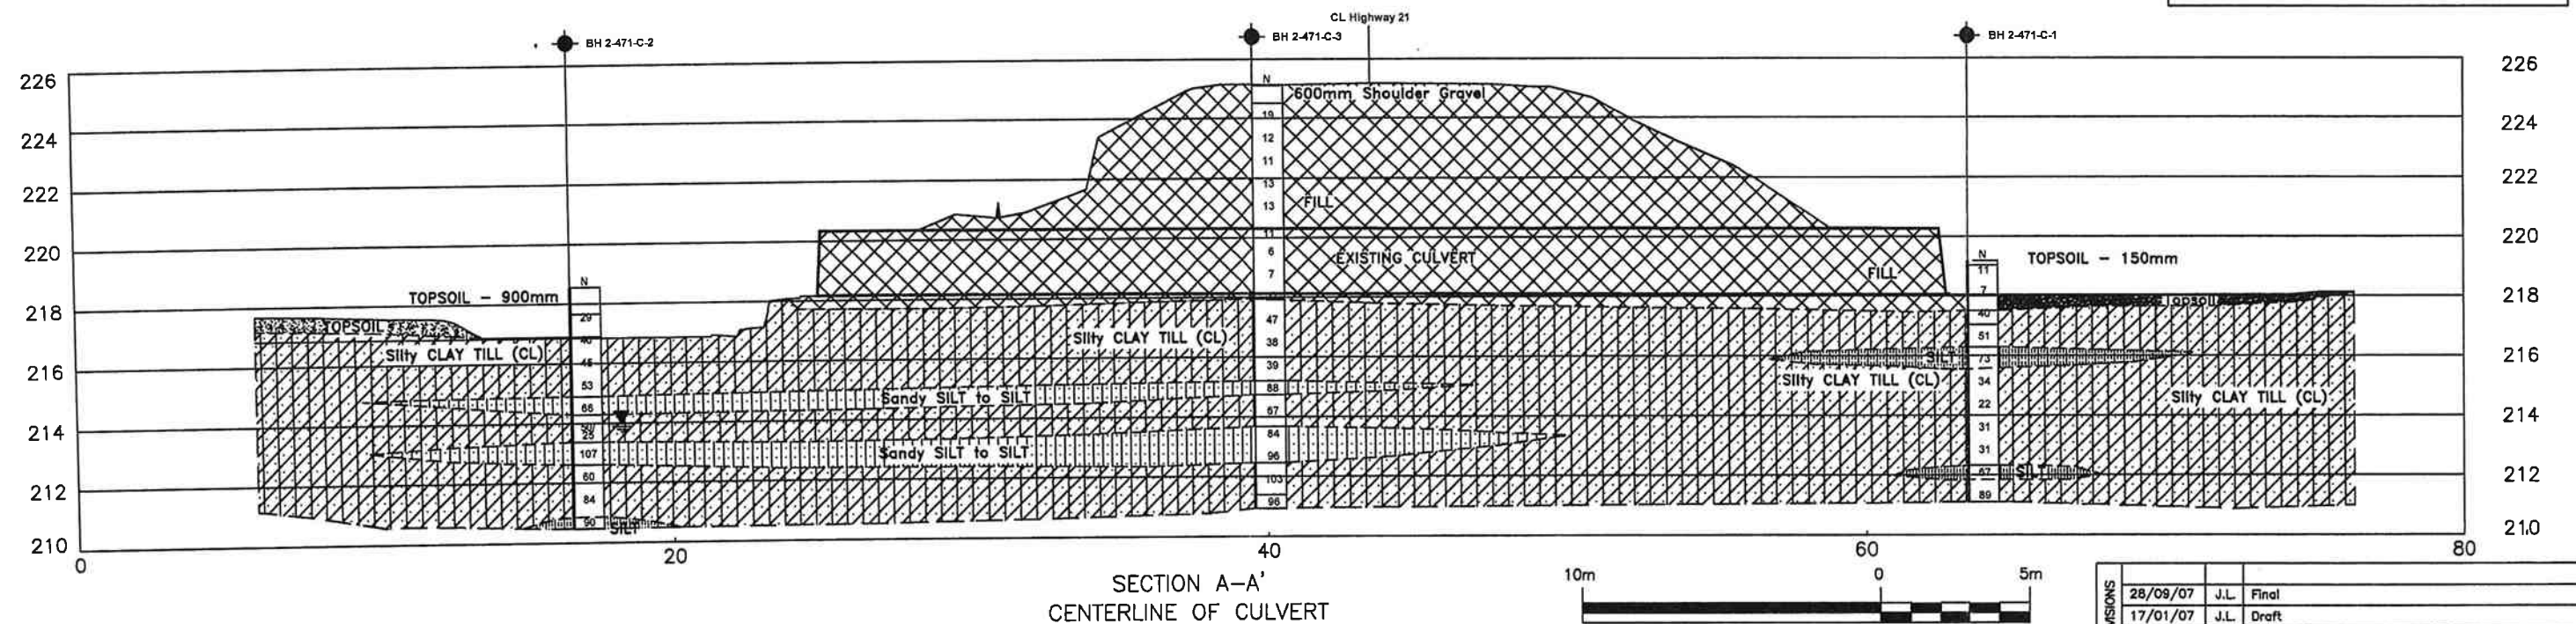 CL Highway 21
BH 2-471-C-2
BH 2-471-C-3
BH 2-471-C-1
226
226
224
224
222
222
220
220
218
218
216
216
214
214
212
212
210
210
N
600mm Shoulder Gravel
19
12
11
13
13
FILL
11
6
7
EXISTING CULVERT
FILL
47
38
39
88
67
84
96
103
96
TOPSOIL - 900mm
N
29
40
45
53
66
25
107
60
84
90
SILT
TOPSOIL
Silty CLAY TILL (CL)
Silty CLAY TILL (CL)
Sandy SILT to SILT
Sandy SILT to SILT
N
TOPSOIL - 150mm
11
7
40
51
73
34
22
31
31
67
89
Topsoil
SILT
Silty CLAY TILL (CL)
Silty CLAY TILL (CL)
SILT
0
20
40
60
80
SECTION A-A'
CENTERLINE OF CULVERT
10m
0
5m
28/09/07 J.L. Final
17/01/07 J.L. Draft